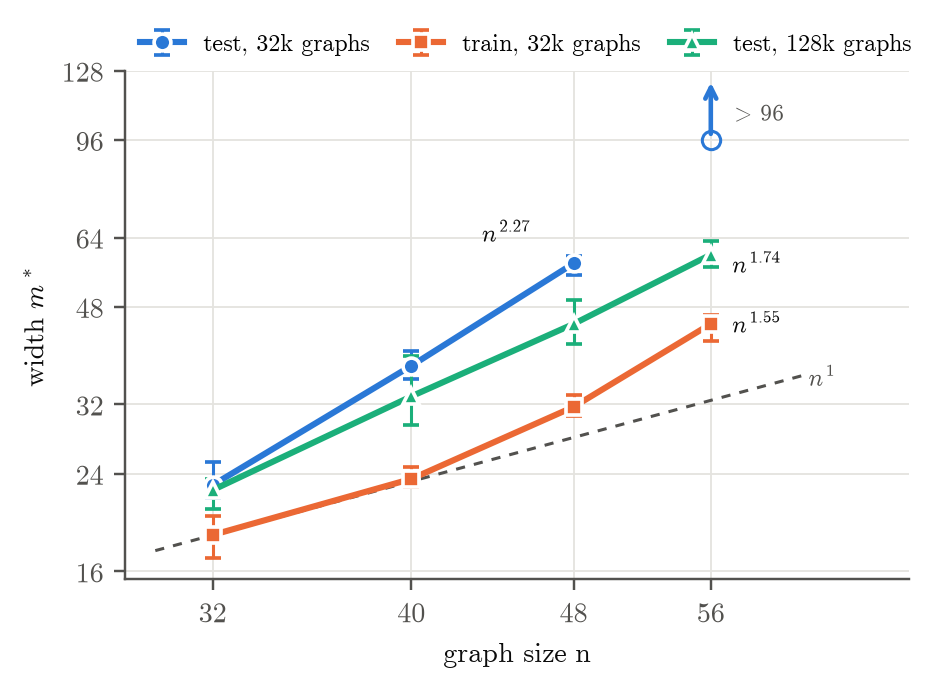 test, 32k graphs train, 32k graphs test, 128k graphs
128
> 96
96
n^2.27
64
n^1.74
48
n^1.55
n^1
32
24
16
width m*
32 40 48 56
graph size n